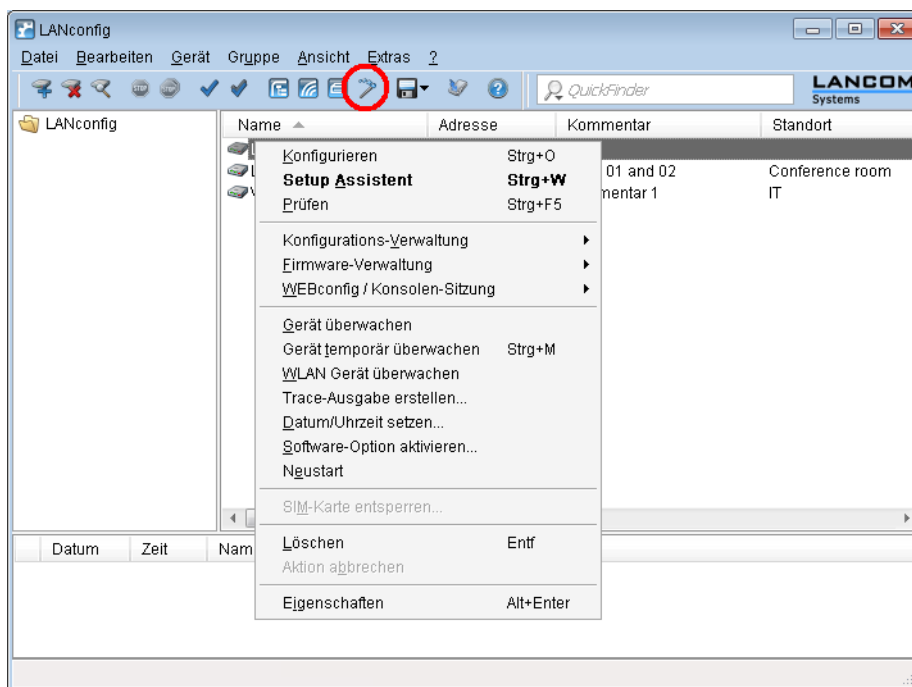 LANconfig
Datei Bearbeiten Gerät Gruppe Ansicht Extras ?
QuickFinder
LANCOM
Systems
LANconfig
Name Adresse Kommentar Standort
01 and 02 Conference room
IT
Konfigurieren Strg+O
Setup Assistent Strg+W
Prüfen Strg+F5
Konfigurations-Verwaltung
Firmware-Verwaltung
WEBconfig / Konsolen-Sitzung
Gerät überwachen
Gerät temporär überwachen Strg+M
WLAN Gerät überwachen
Trace-Ausgabe erstellen...
Datum/Uhrzeit setzen...
Software-Option aktivieren...
Neustart
SIM-Karte entsperren...
Löschen Entf
Aktion abbrechen
Eigenschaften Alt+Enter
Datum Zeit Nam